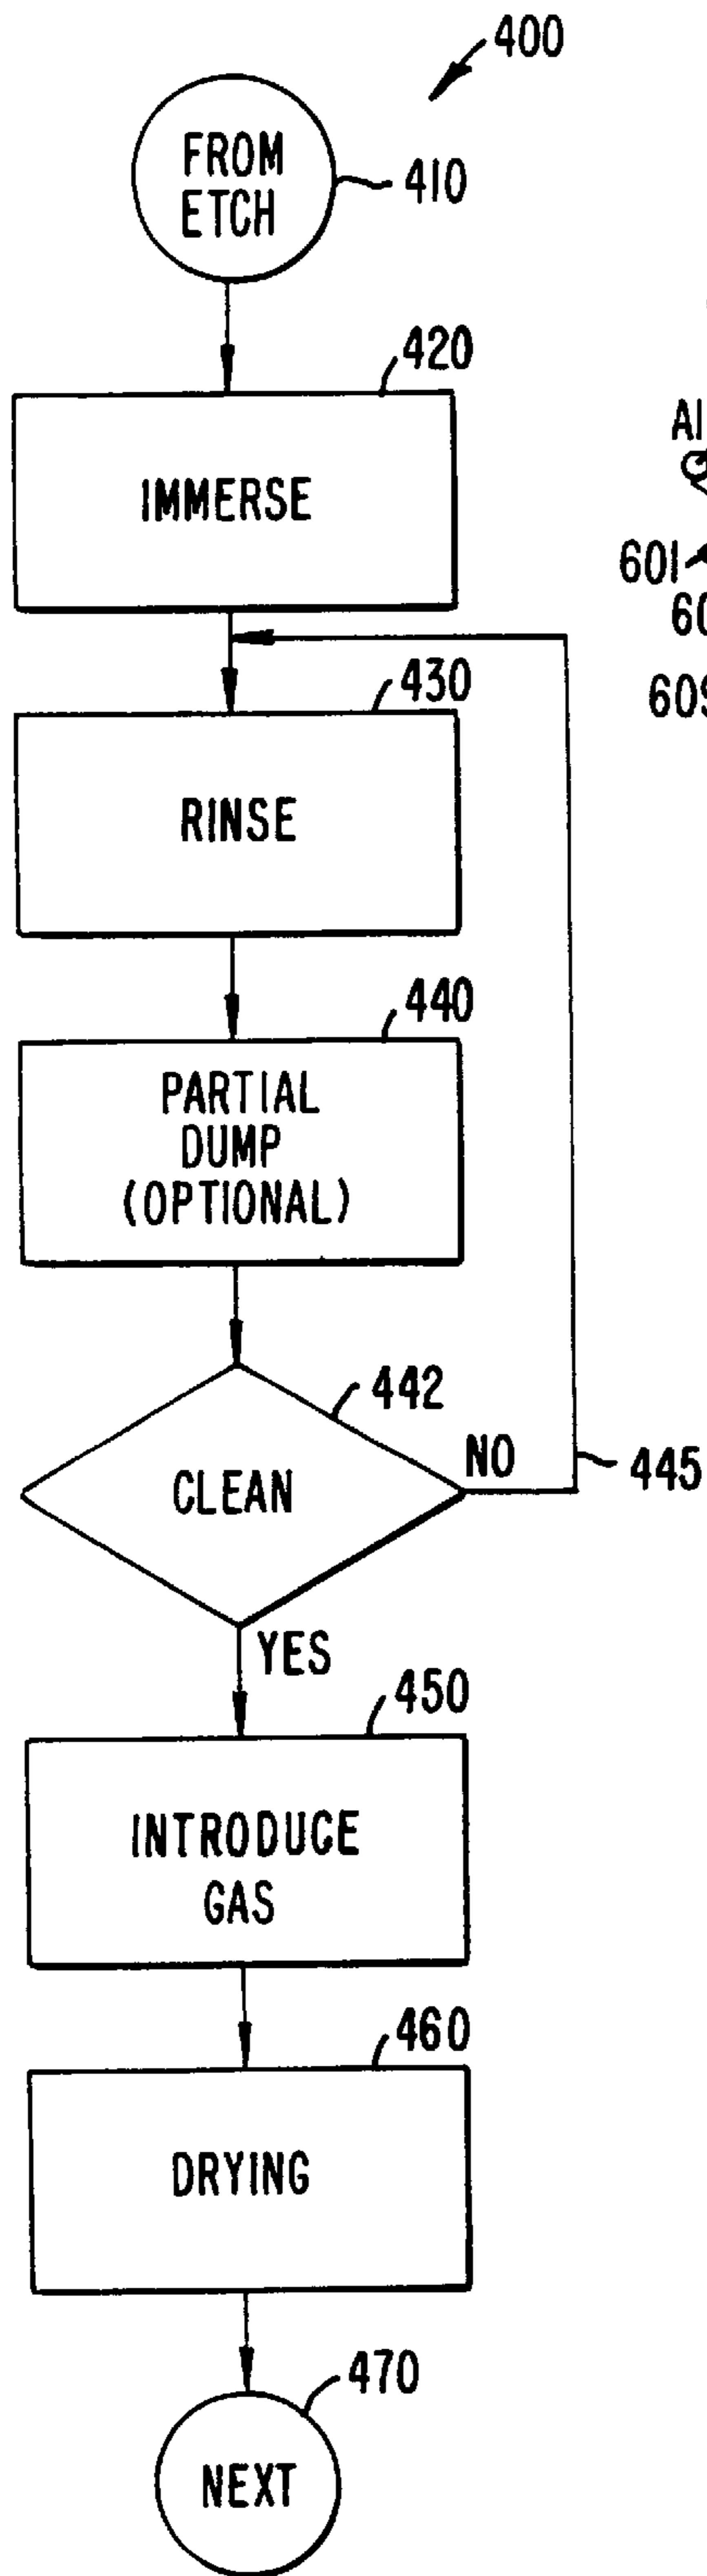 400
FROM
ETCH
410
420
IMMERSE
601
430
RINSE
440
PARTIAL
DUMP
(OPTIONAL)
442
CLEAN
NO
445
YES
450
INTRODUCE
GAS
460
DRYING
470
NEXT